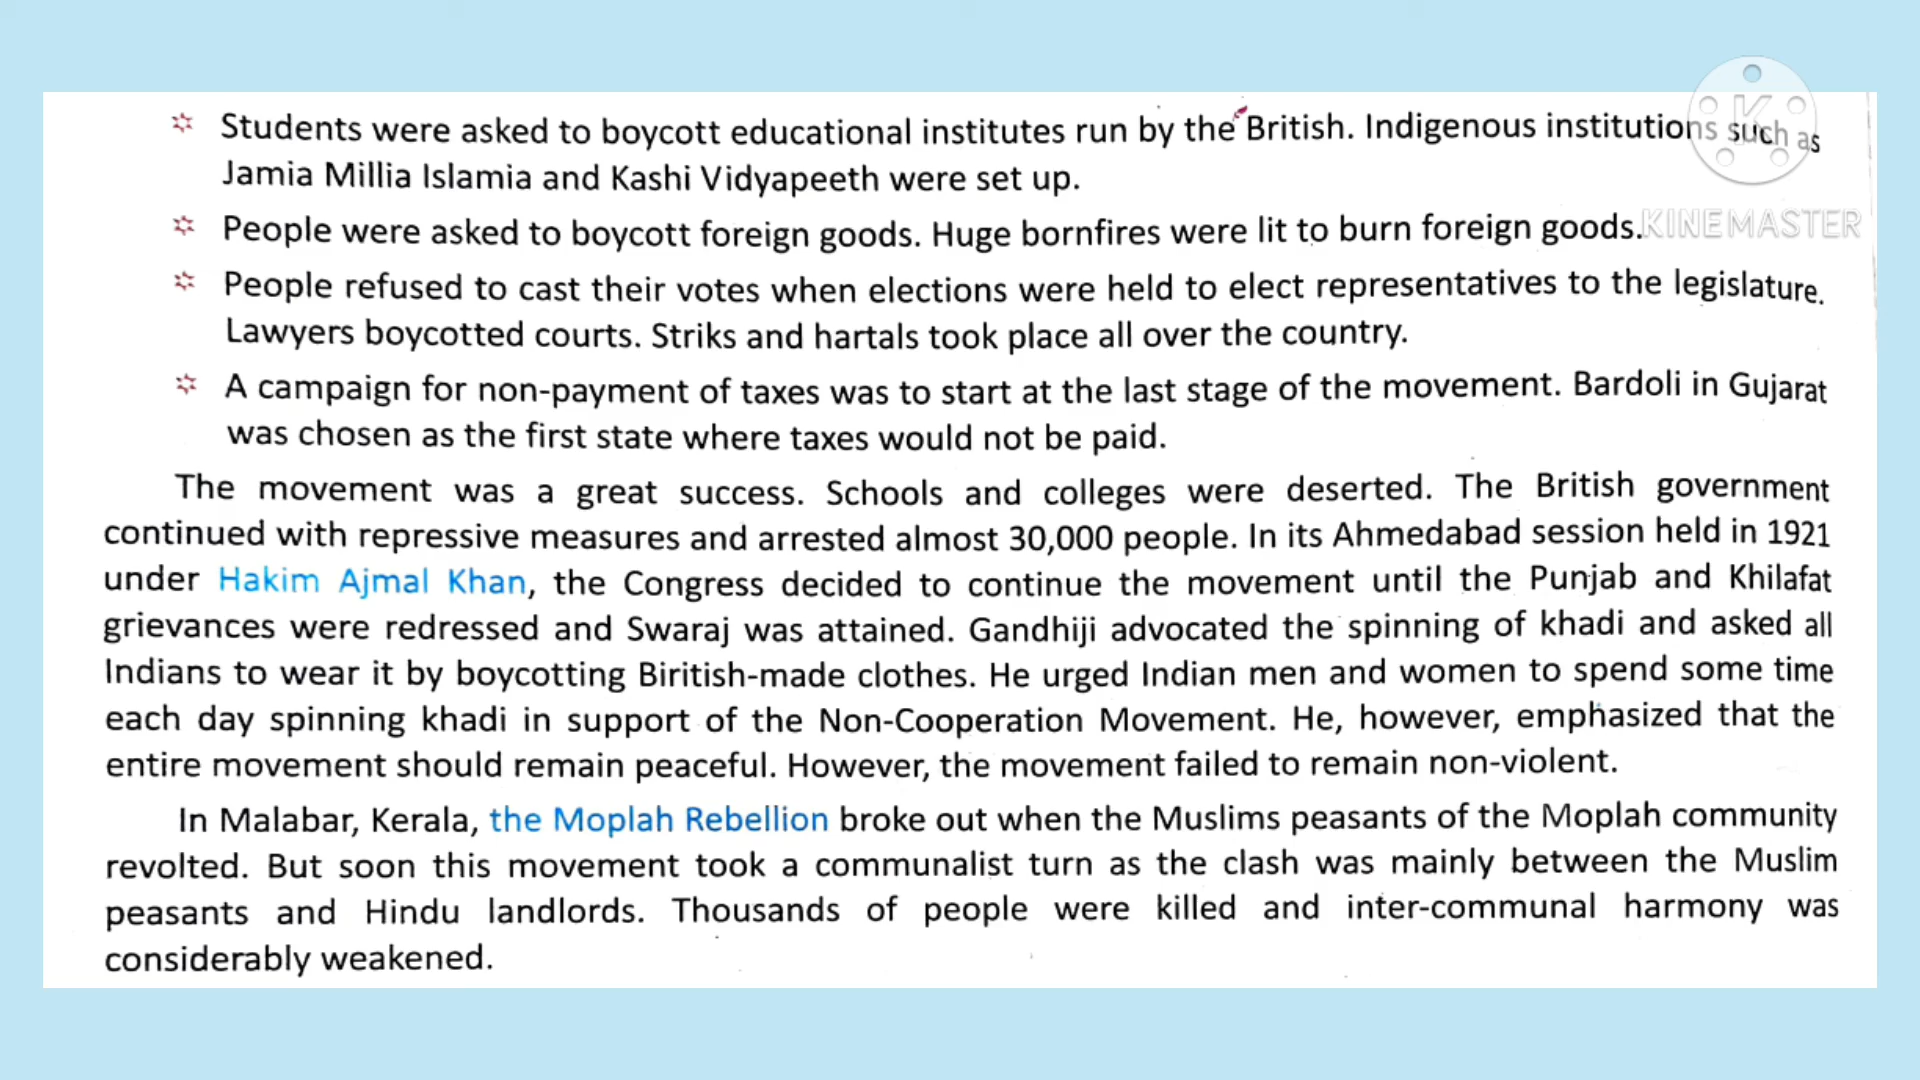 Students were asked to boycott educational institutes run by the British. Indigenous institutions such as
Jamia Millia Islamia and Kashi Vidyapeeth were set up.
People were asked to boycott foreign goods. Huge bornfires were lit to burn foreign goods.
KINEMASTER
People refused to cast their votes when elections were held to elect representatives to the legislature.
Lawyers boycotted courts. Striks and hartals took place all over the country.
A campaign for non-payment of taxes was to start at the last stage of the movement. Bardoli in Gujarat
was chosen as the first state where taxes would not be paid.
The movement was a great success. Schools and colleges were deserted. The British government
continued with repressive measures and arrested almost 30,000 people. In its Ahmedabad session held in 1921
under Hakim Ajmal Khan, the Congress decided to continue the movement until the Punjab and Khilafat
grievances were redressed and Swaraj was attained. Gandhiji advocated the spinning of khadi and asked all
Indians to wear it by boycotting Biritish-made clothes. He urged Indian men and women to spend some time
each day spinning khadi in support of the Non-Cooperation Movement. He, however, emphasized that the
entire movement should remain peaceful. However, the movement failed to remain non-violent.
In Malabar, Kerala, the Moplah Rebellion broke out when the Muslims peasants of the Moplah community
revolted. But soon this movement took a communalist turn as the clash was mainly between the Muslim
peasants and Hindu landlords. Thousands of people were killed and inter-communal harmony was
considerably weakened.